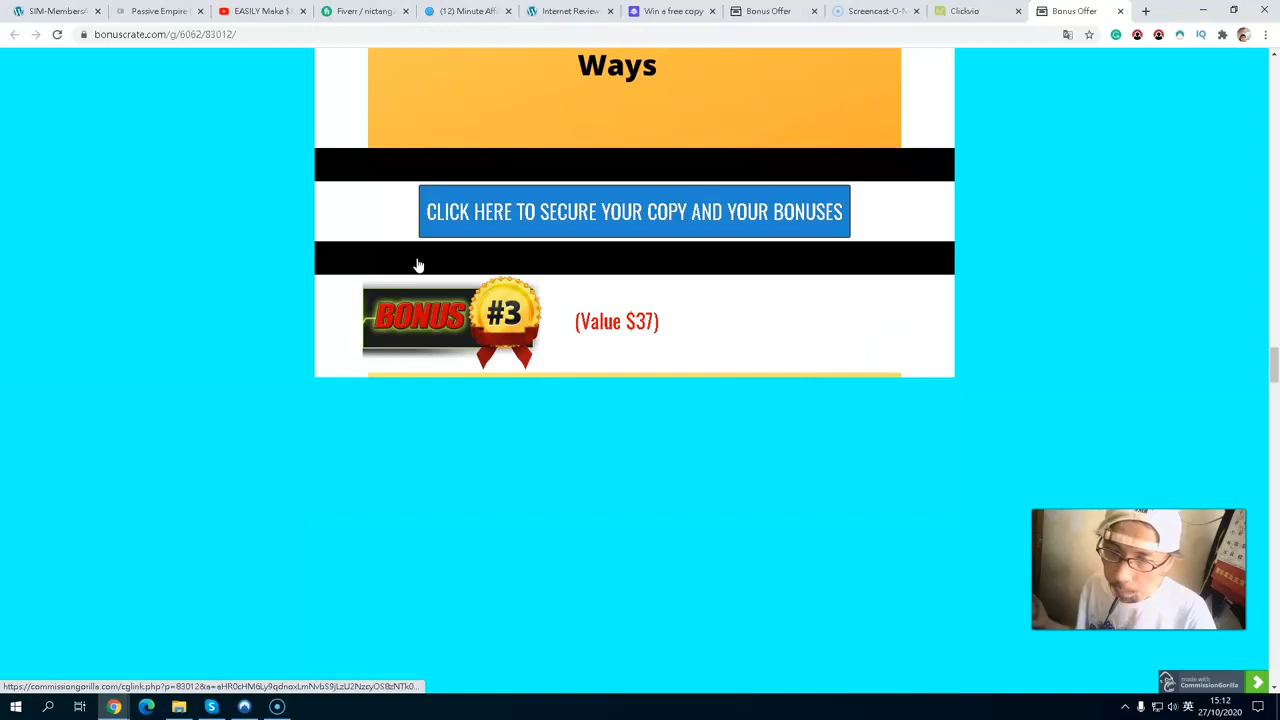 SIM-Members
Passive Empire
EASILY Make $
Fiverr / nictang
(12) Minute Aff
Internet Review
Most free copy
Bonus Offer
Screencast-O-M
Clickvio
Bonus Offer
bonuscrate.com/g/6062/83012/
Ways
CLICK HERE TO SECURE YOUR COPY AND YOUR BONUSES
BONUS #3
(Value $37)
made with
CommissionGorilla
15:12
英
27/10/2020